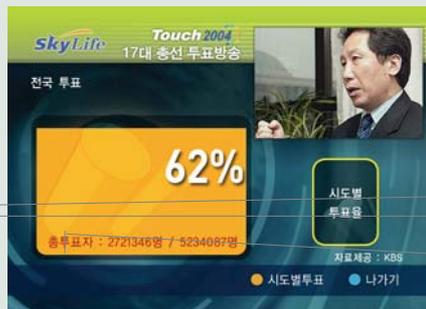 SkyLife
Touch 2004
17대 총선 투표방송
전국 투표
62%
시도별
투표율
총투표자 : 2721346명 / 5234087명
자료제공 : KBS
시도별투표
나가기